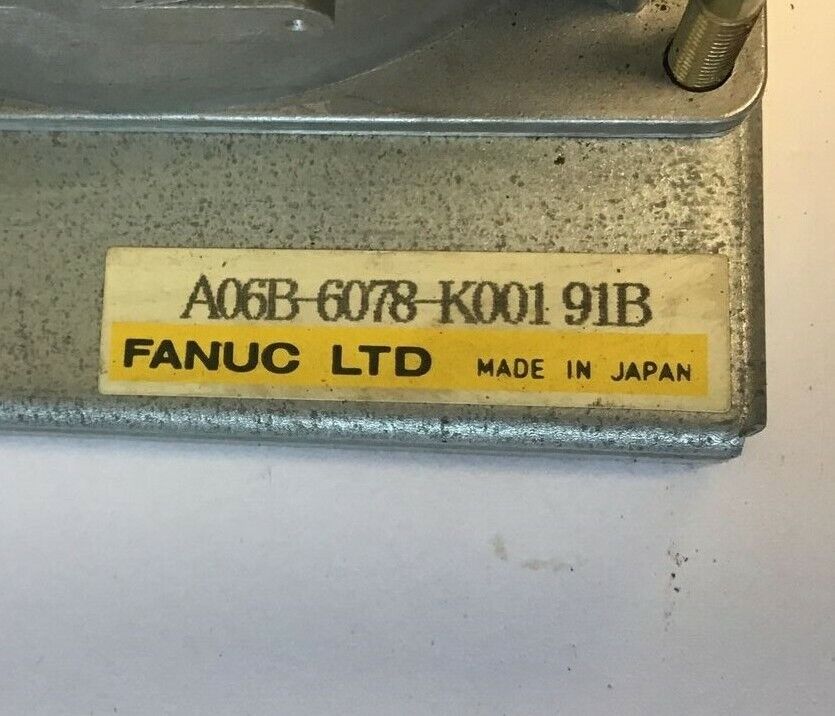 A06B-6078-K001 91B
FANUC LTD MADE IN JAPAN